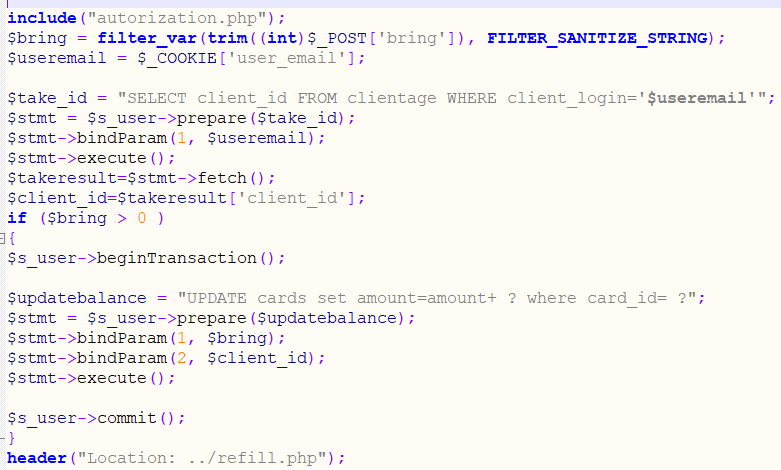 include("autorization.php");
$bring = filter_var(trim((int)$_POST['bring']), FILTER_SANITIZE_STRING);
$useremail = $_COOKIE['user_email'];
$take_id = "SELECT client_id FROM clientage WHERE client_login='$useremail'";
$stmt = $s_user->prepare($take_id);
$stmt->bindParam(1, $useremail);
$stmt->execute();
$takeresult=$stmt->fetch();
$client_id=$takeresult['client_id'];
if ($bring > 0 )
{
$s_user->beginTransaction();
$updatebalance = "UPDATE cards set amount=amount+ ? where card_id= ?";
$stmt = $s_user->prepare($updatebalance);
$stmt->bindParam(1, $bring);
$stmt->bindParam(2, $client_id);
$stmt->execute();
$s_user->commit();
}
header("Location: ../refill.php");